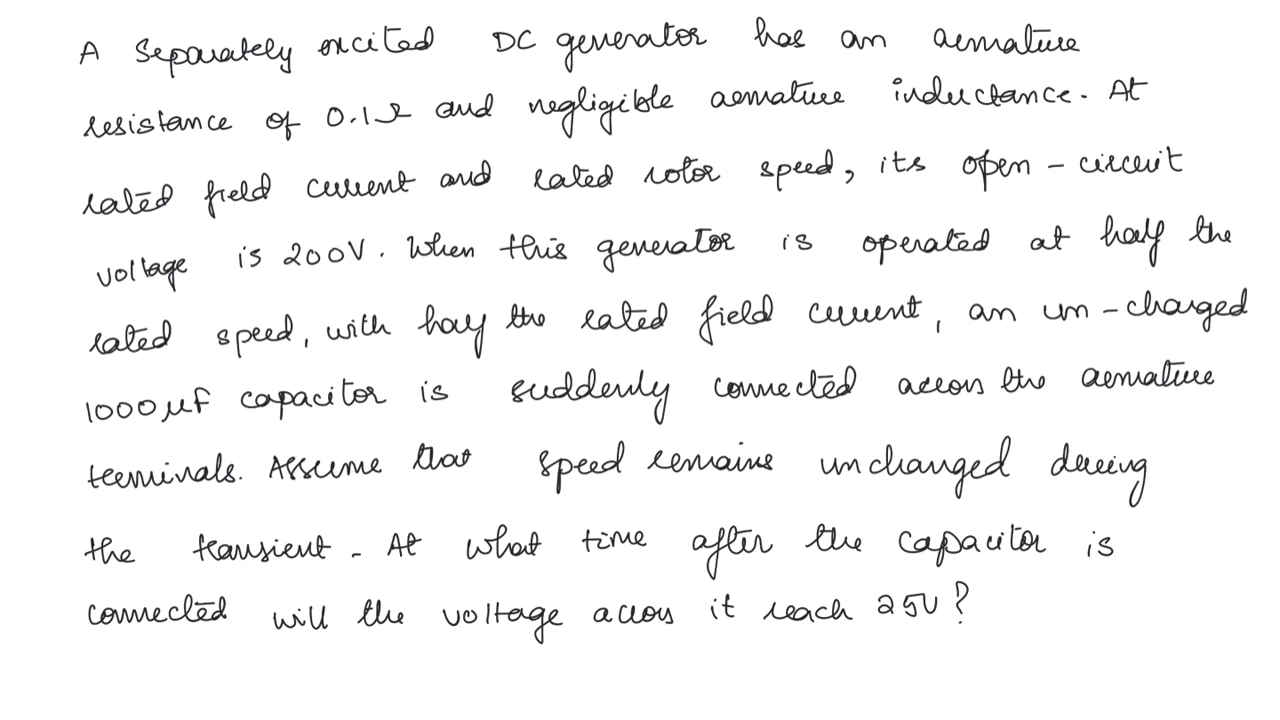 A Separately excited DC generator has an armature
resistance of 0.1Ω and negligible armature inductance. At
rated field current and rated rotor speed, its open-circuit
voltage is 200V. When this generator is operated at half the
rated speed, with half the rated field current, an un-charged
1000 μf capacitor is suddenly connected across the armature
terminals. Assume that speed remains unchanged during
the transient. At what time after the capacitor is
connected will the voltage across it reach 25V?